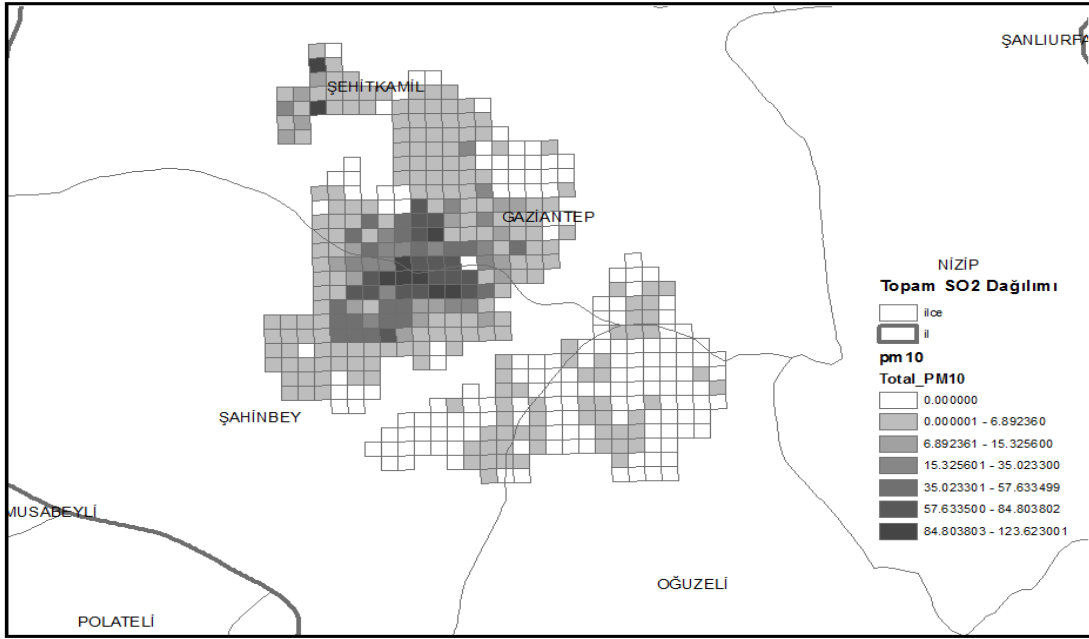 ŞANLIURFA
ŞEHİTKAMİL
GAZİANTEP
NİZİP
Topam SO2 Dağılımı
ilce
il
pm10
Total_PM10
0.000000
0.000001 - 6.892360
6.892361 - 15.325600
15.325601 - 35.023300
35.023301 - 57.633499
57.633500 - 84.803802
84.803803 - 123.623001
ŞAHİNBEY
MUSABEYLİ
OĞUZELİ
POLATELİ